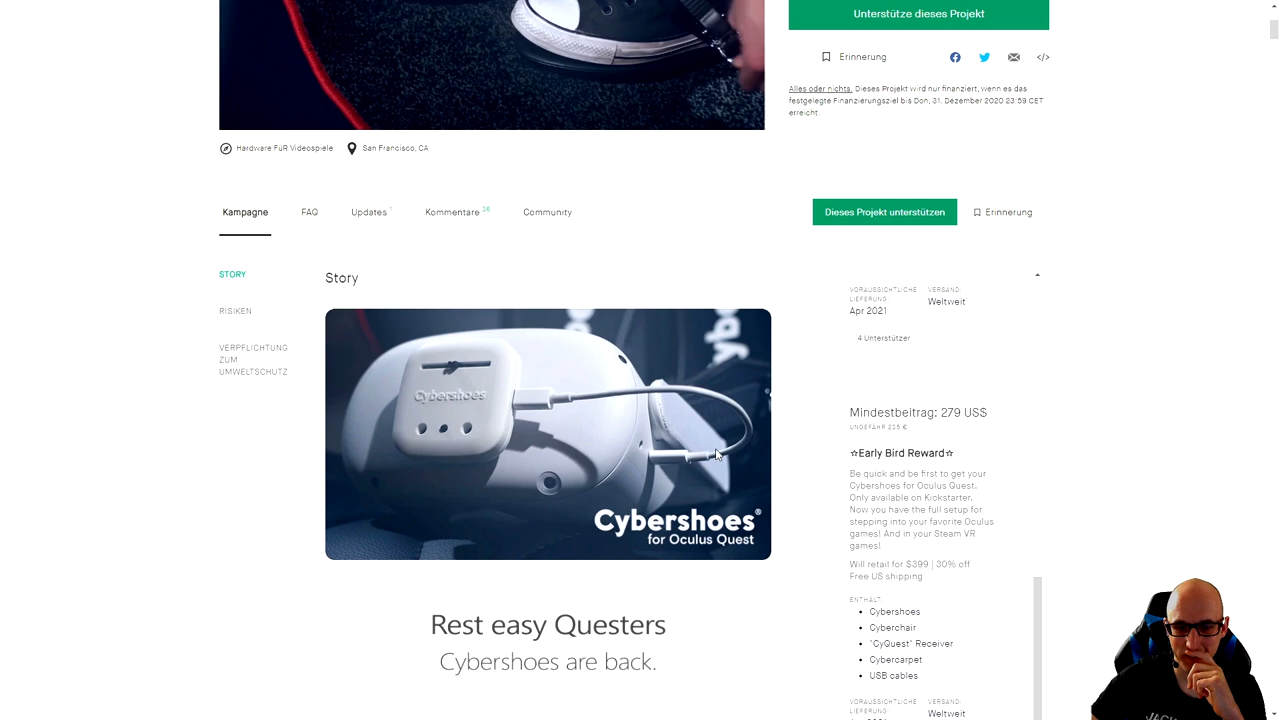 Unterstütze dieses Projekt
Erinnerung
</>
Alles oder nichts. Dieses Projekt wird nur finanziert, wenn es das
festgelegte Finanzierungsziel bis Don, 31. Dezember 2020 23:59 CET
erreicht.
Hardware FüR Videospiele
San Francisco, CA
Kampagne
FAQ
Updates 1
Kommentare 36
Community
Dieses Projekt unterstützen
Erinnerung
STORY
RISIKEN
VERPFLICHTUNG
ZUM
UMWELTSCHUTZ
Story
Cybershoes
Cybershoes®
for Oculus Quest
Rest easy Questers
Cybershoes are back.
VORAUSSICHTLICHE
LIEFERUNG
Apr 2021
VERSAND:
Weltweit
4 Unterstützer
Mindestbeitrag: 279 US$
UNGEFÄHR 235 €
☆Early Bird Reward☆
Be quick and be first to get your
Cybershoes for Oculus Quest.
Only available on Kickstarter.
Now you have the full setup for
stepping into your favorite Oculus
games! And in your Steam VR
games!
Will retail for $399 | 30% off
Free US shipping
ENTHÄLT:
• Cybershoes
• Cyberchair
• "CyQuest" Receiver
• Cybercarpet
• USB cables
VORAUSSICHTLICHE
LIEFERUNG
VERSAND:
Weltweit